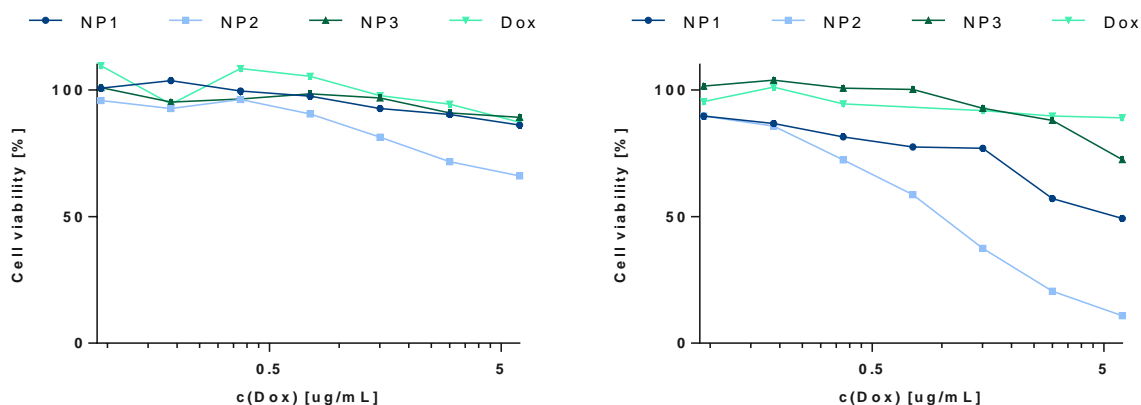 NP1 NP2 NP3 Dox
100
50
0
Cell viability [%]
0.5 5
c(Dox) [ug/mL]
NP1 NP2 NP3 Dox
100
50
0
Cell viability [%]
0.5 5
c(Dox) [ug/mL]